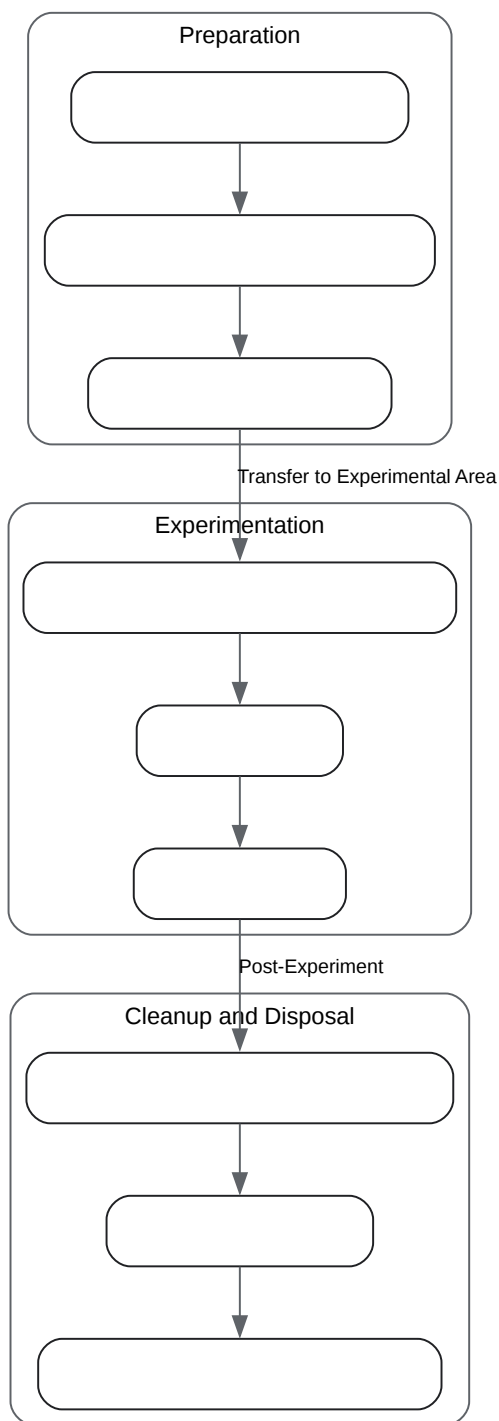 Preparation
Transfer to Experimental Area
Experimentation
Post-Experiment
Cleanup and Disposal